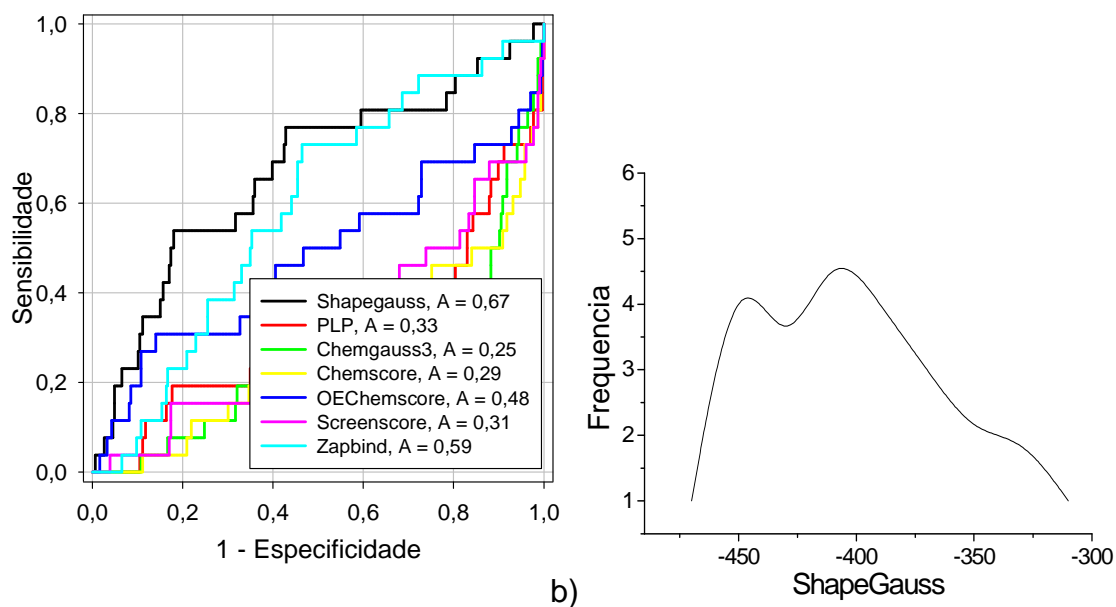 1,0
0,8
0,6
0,4
0,2
0,0
Sensibilidade
Shapegauss, A = 0,67
PLP, A = 0,33
Chemgauss3, A = 0,25
Chemscore, A = 0,29
OEChemscore, A = 0,48
Screenscore, A = 0,31
Zapbind, A = 0,59
0,0 0,2 0,4 0,6 0,8 1,0
1 - Especificidade
b)
6
5
4
3
2
1
Frequencia
-450 -400 -350 -300
ShapeGauss